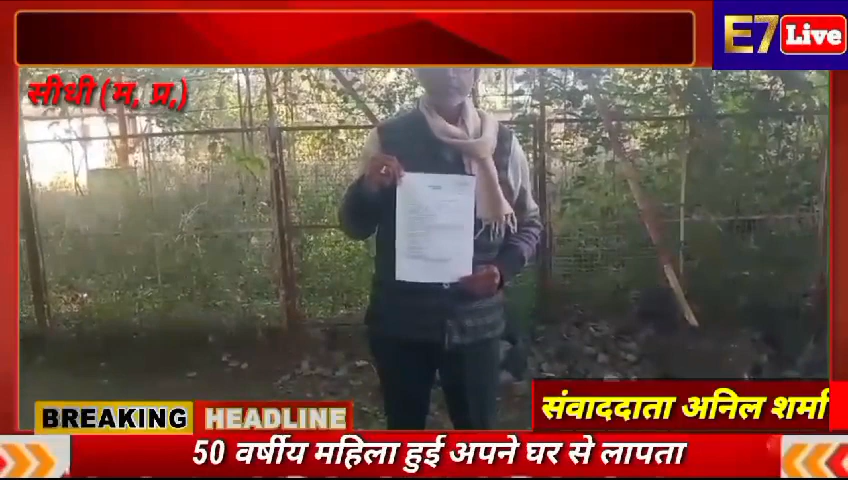 E7 Live
सीधी (म. प्र.)
संवाददाता अनिल शर्मा
BREAKING HEADLINE
50 वर्षीय महिला हुई अपने घर से लापता